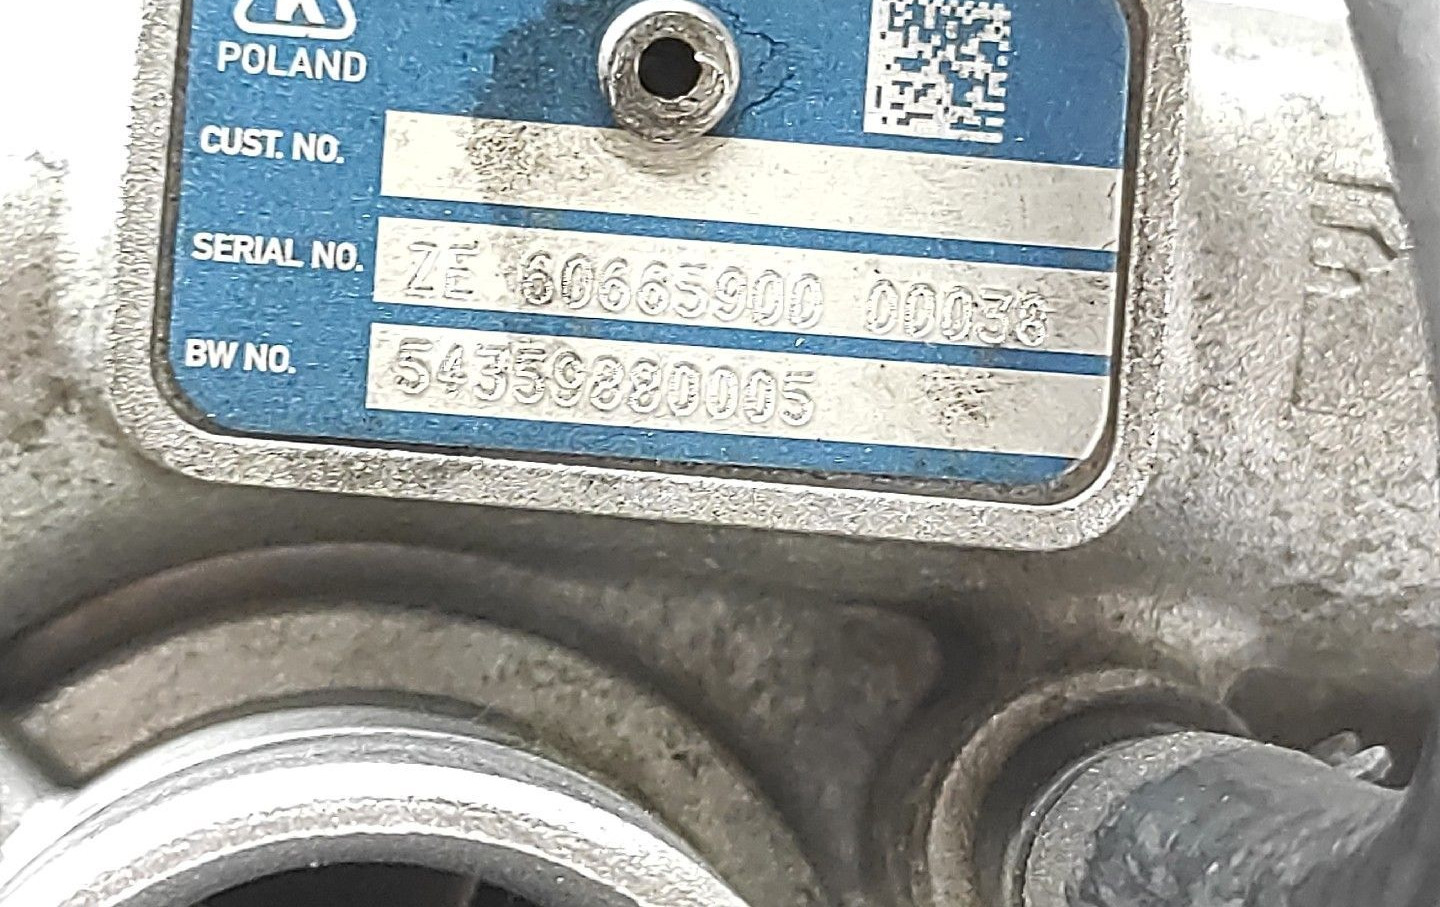 K
POLAND
CUST. NO.
SERIAL NO. ZE 60665900 00038
BW NO. 54359880005